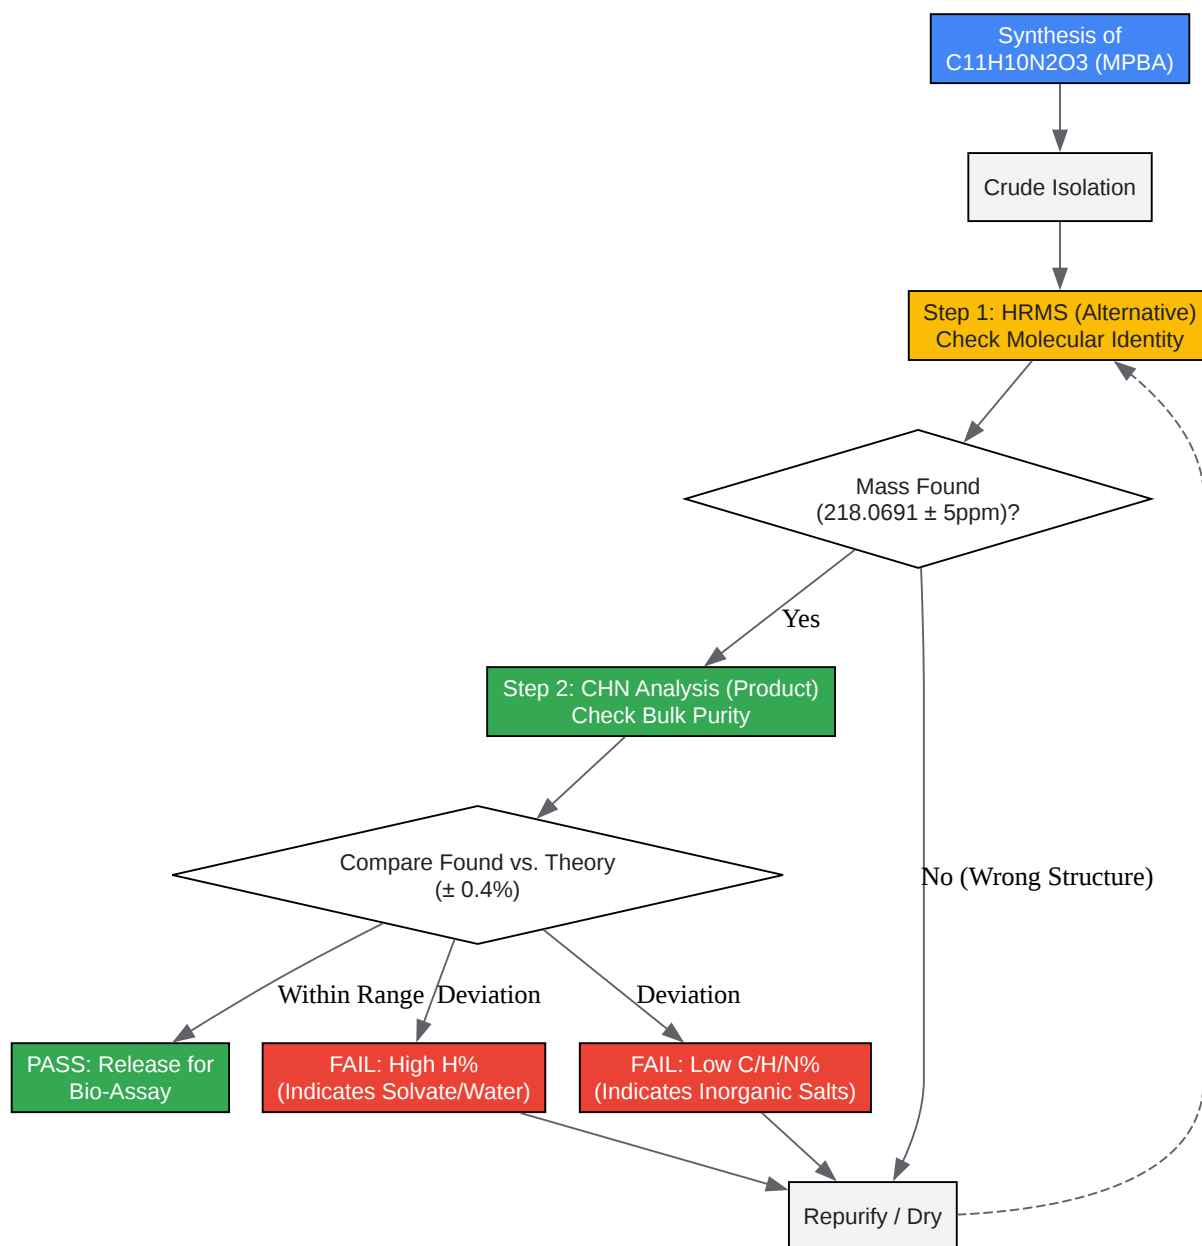 Synthesis of
C11H10N2O3 (MPBA)
Crude Isolation
Step 1: HRMS (Alternative)
Check Molecular Identity
Mass Found
(218.0691 ± 5ppm)?
Yes
Step 2: CHN Analysis (Product)
Check Bulk Purity
Compare Found vs. Theory
(± 0.4%)
No (Wrong Structure)
Within Range
Deviation
Deviation
PASS: Release for
Bio-Assay
FAIL: High H%
(Indicates Solvate/Water)
FAIL: Low C/H/N%
(Indicates Inorganic Salts)
Repurify / Dry